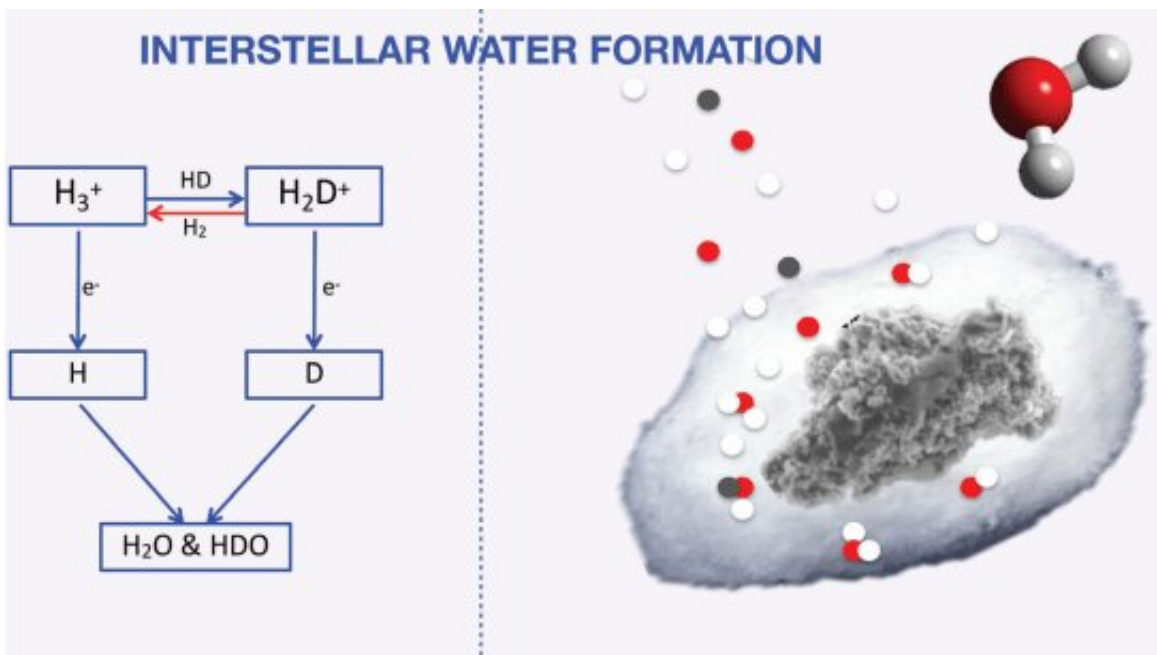 INTERSTELLAR WATER FORMATION
H₃⁺
HD
H₂D⁺
H₂
e⁻
e⁻
H
D
H₂O & HDO